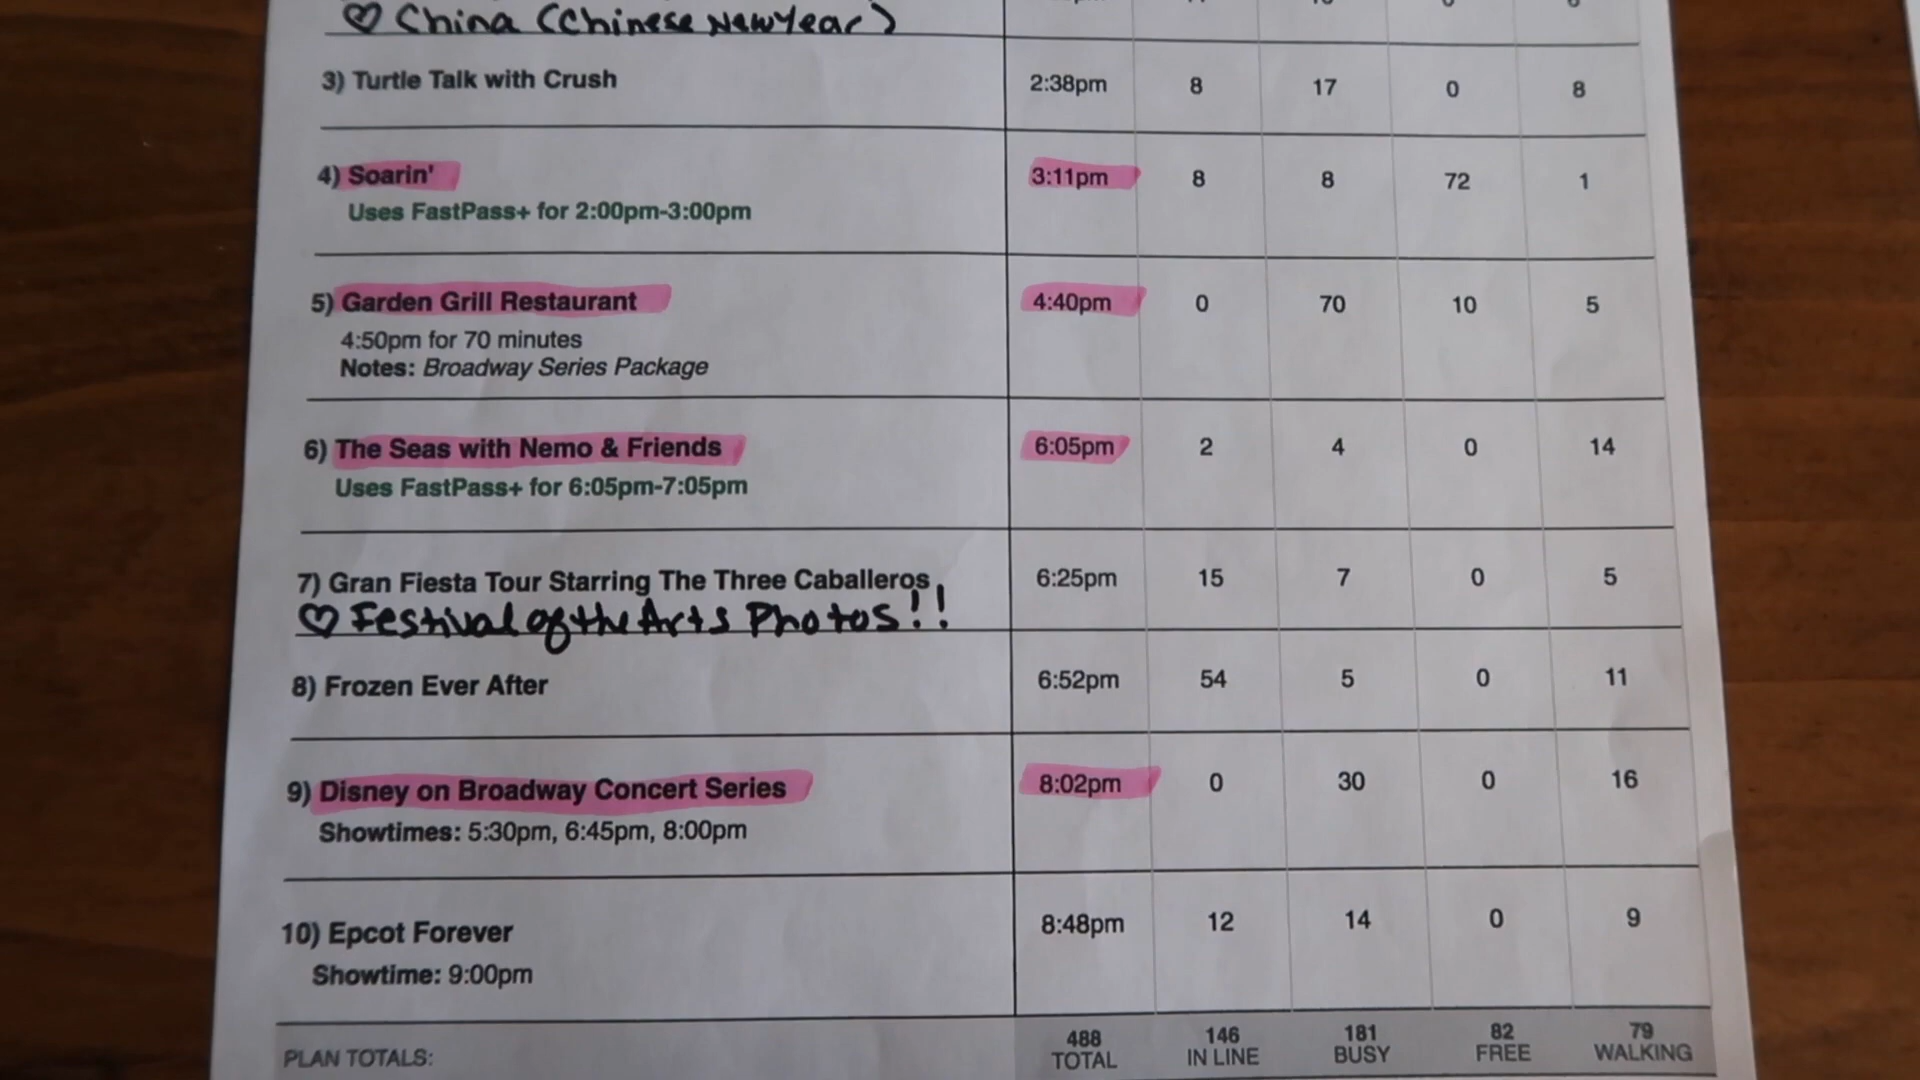 ♡ China (Chinese New Year)
3) Turtle Talk with Crush 2:38pm 8 17 0 8
4) Soarin' 3:11pm 8 8 72 1
Uses FastPass+ for 2:00pm-3:00pm
5) Garden Grill Restaurant 4:40pm 0 70 10 5
4:50pm for 70 minutes
Notes: Broadway Series Package
6) The Seas with Nemo & Friends 6:05pm 2 4 0 14
Uses FastPass+ for 6:05pm-7:05pm
7) Gran Fiesta Tour Starring The Three Caballeros 6:25pm 15 7 0 5
♡ Festival of the Arts Photos!!
8) Frozen Ever After 6:52pm 54 5 0 11
9) Disney on Broadway Concert Series 8:02pm 0 30 0 16
Showtimes: 5:30pm, 6:45pm, 8:00pm
10) Epcot Forever 8:48pm 12 14 0 9
Showtime: 9:00pm
488 146 181 82 79
PLAN TOTALS: TOTAL IN LINE BUSY FREE WALKING